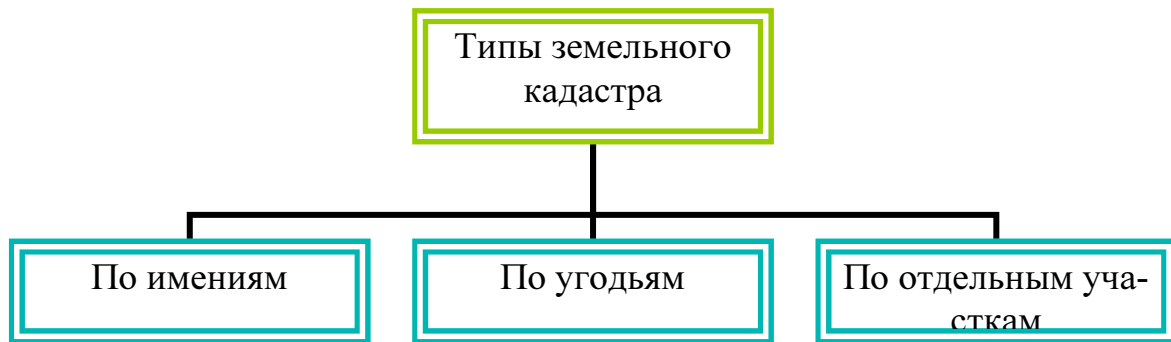 Типы земельного
кадастра
По имениям
По угодьям
По отдельным уча-
сткам